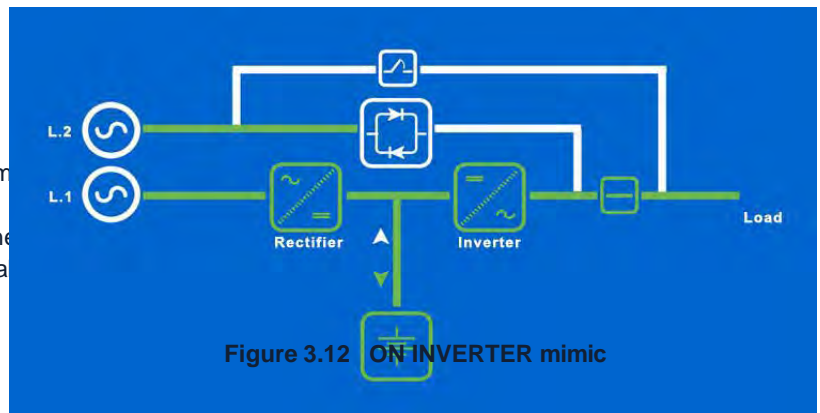 L.2
L.1
Rectifier
Inverter
Load
Figure 3.12 ON INVERTER mimic